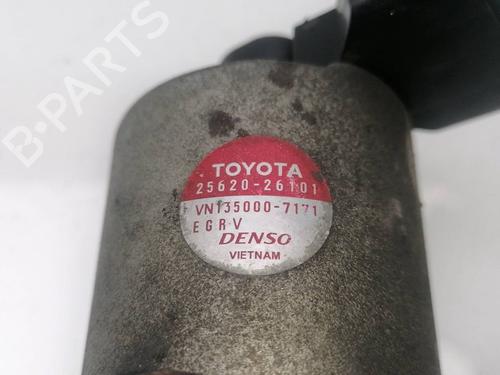 B-PARTS
TOYOTA
25620-26101
VN135000-7171
EGRV
DENSO
VIETNAM